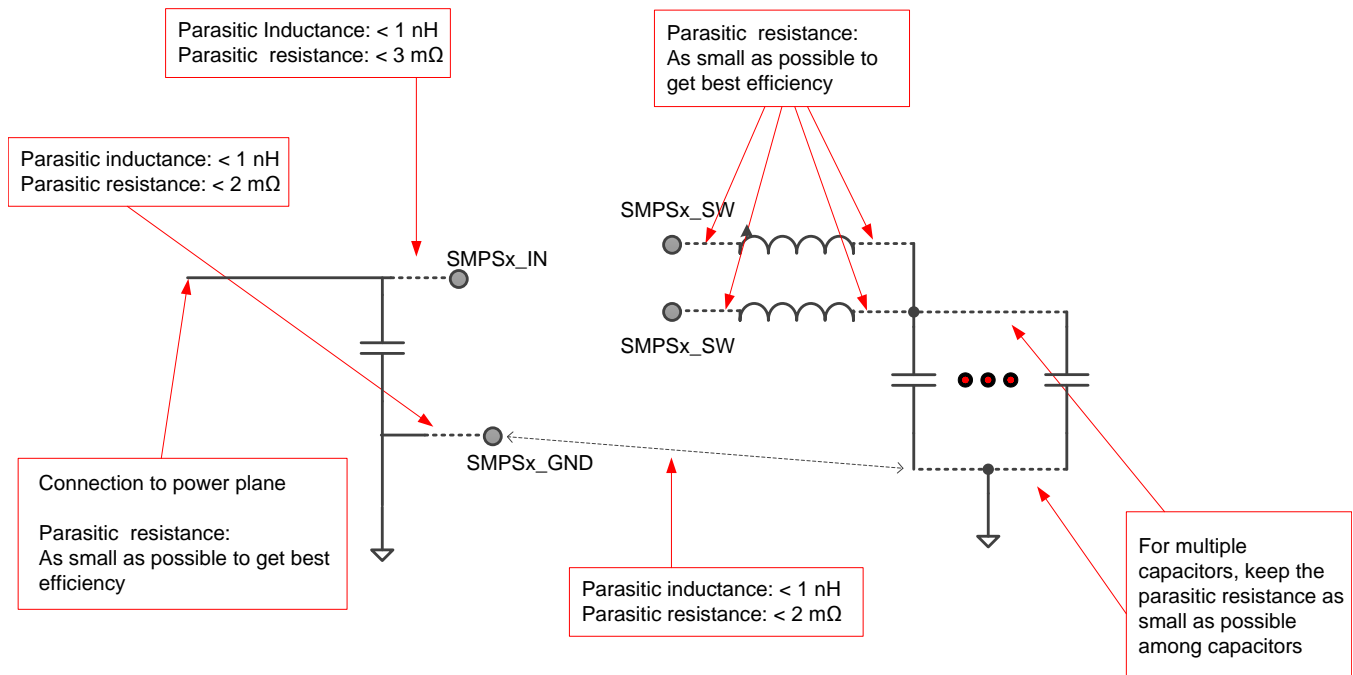 Parasitic Inductance: < 1 nH
Parasitic resistance: < 3 mΩ
Parasitic resistance:
As small as possible to
get best efficiency
Parasitic inductance: < 1 nH
Parasitic resistance: < 2 mΩ
SMPSx_SW
SMPSx_IN
SMPSx_SW
SMPSx_GND
Connection to power plane
Parasitic resistance:
As small as possible to get best
efficiency
Parasitic inductance: < 1 nH
Parasitic resistance: < 2 mΩ
For multiple
capacitors, keep the
parasitic resistance as
small as possible
among capacitors